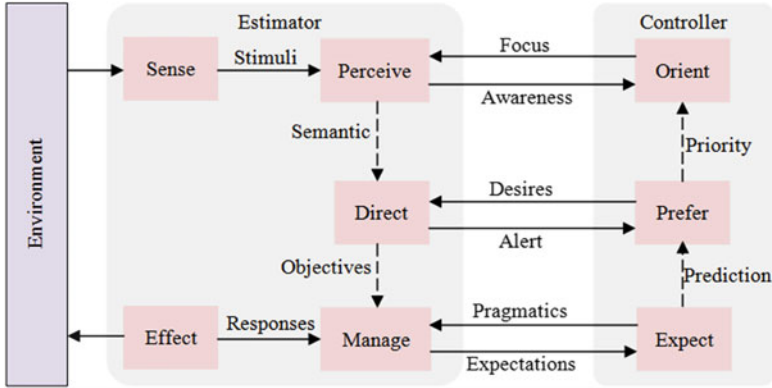 Estimator
Controller
Environment
Sense
Stimuli
Perceive
Focus
Awareness
Orient
Semantic
Priority
Direct
Desires
Alert
Prefer
Objectives
Prediction
Effect
Responses
Manage
Pragmatics
Expectations
Expect